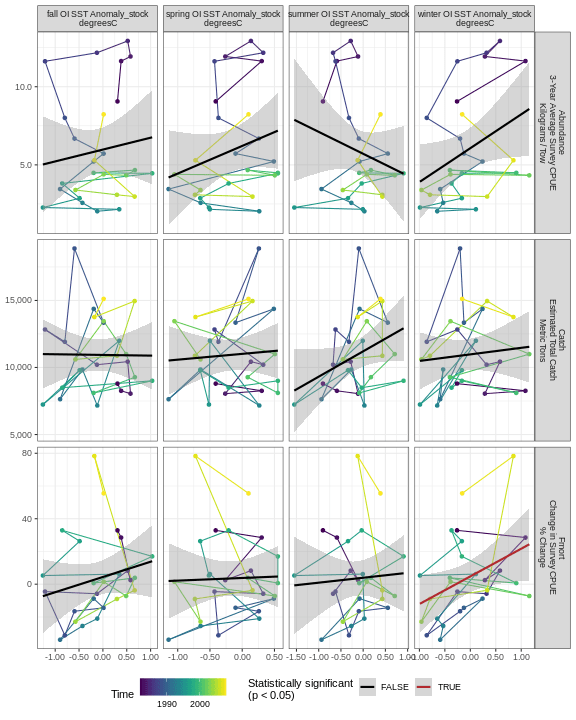 fall OI SST Anomaly_stock
degreesC
spring OI SST Anomaly_stock
degreesC
summer OI SST Anomaly_stock
degreesC
winter OI SST Anomaly_stock
degreesC
10.0
5.0
Abundance
3-Year Average Survey CPUE
Kilograms / tow
15,000
10,000
5,000
Catch
Estimated Total Catch
Metric Tons
80
40
0
Fmort
Change in Survey CPUE
% Change
-1.00 -0.50 0.00 0.50 1.00
-0.50 0.00 0.50
-1.50 -1.00 -0.50 0.00 0.50 1.00
-1.00 -0.50 0.00 0.50 1.00
Time
1990 2000
Statistically significant
(p < 0.05)
FALSE
TRUE